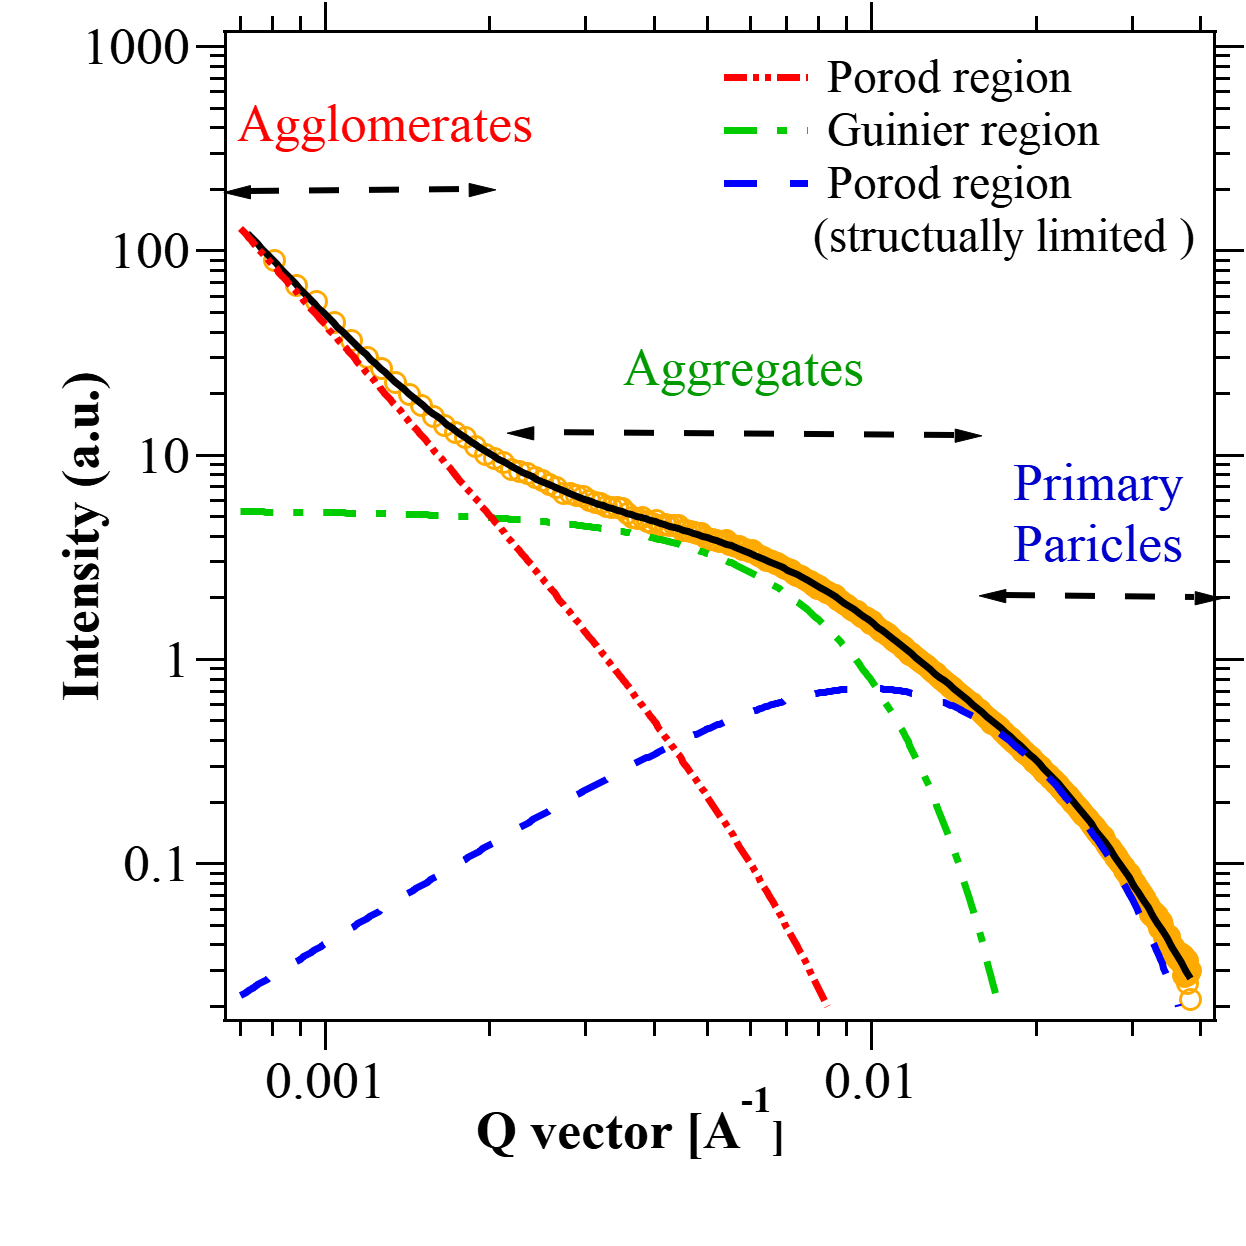 1000
100
10
1
0.1
Intensity (a.u.)
Agglomerates
Porod region
Guinier region
Porod region
(structually limited )
Aggregates
Primary
Paricles
0.001
0.01
Q vector [A-1]